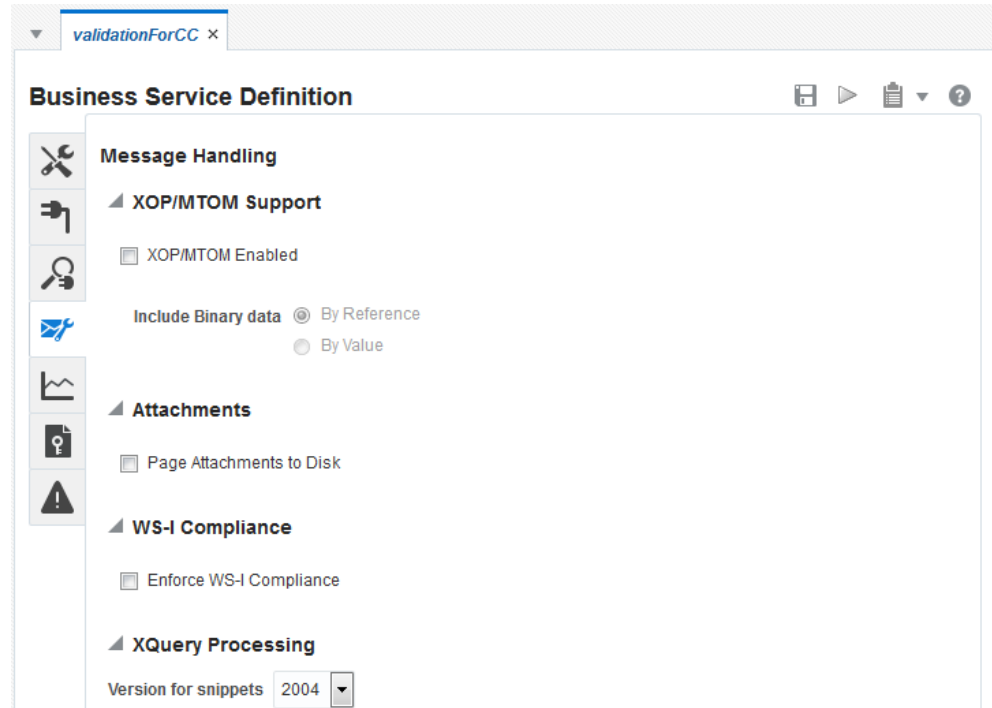 validationForCC ×
Business Service Definition
Message Handling
XOP/MTOM Support
XOP/MTOM Enabled
Include Binary data By Reference
By Value
Attachments
Page Attachments to Disk
WS-I Compliance
Enforce WS-I Compliance
XQuery Processing
Version for snippets 2004